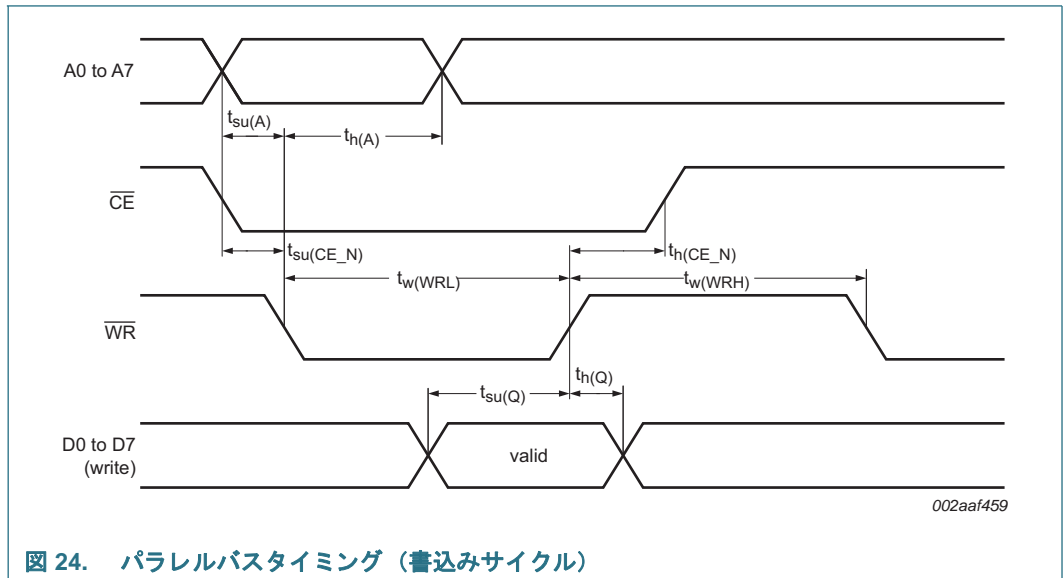 A0 to A7
tsu(A)
th(A)
CE
tsu(CE_N)
th(CE_N)
tw(WRL)
tw(WRH)
WR
tsu(Q)
th(Q)
D0 to D7
(write)
valid
002aaf459
図 24. パラレルバスタイミング（書込みサイクル）